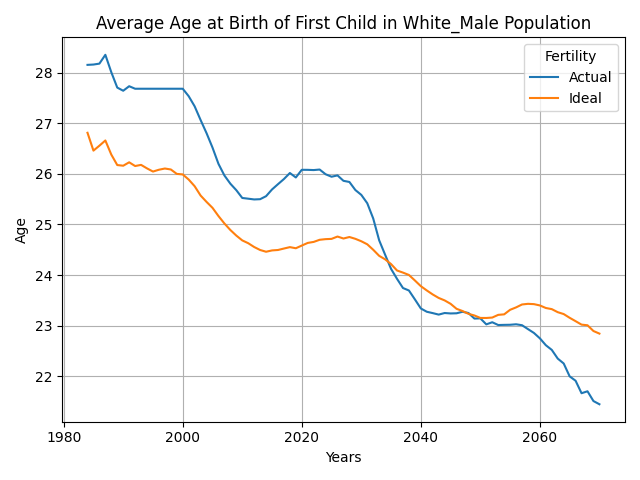 Average Age at Birth of First Child in White_Male Population
Fertility
Actual
Ideal
Age
28
27
26
25
24
23
22
1980
2000
2020
2040
2060
Years